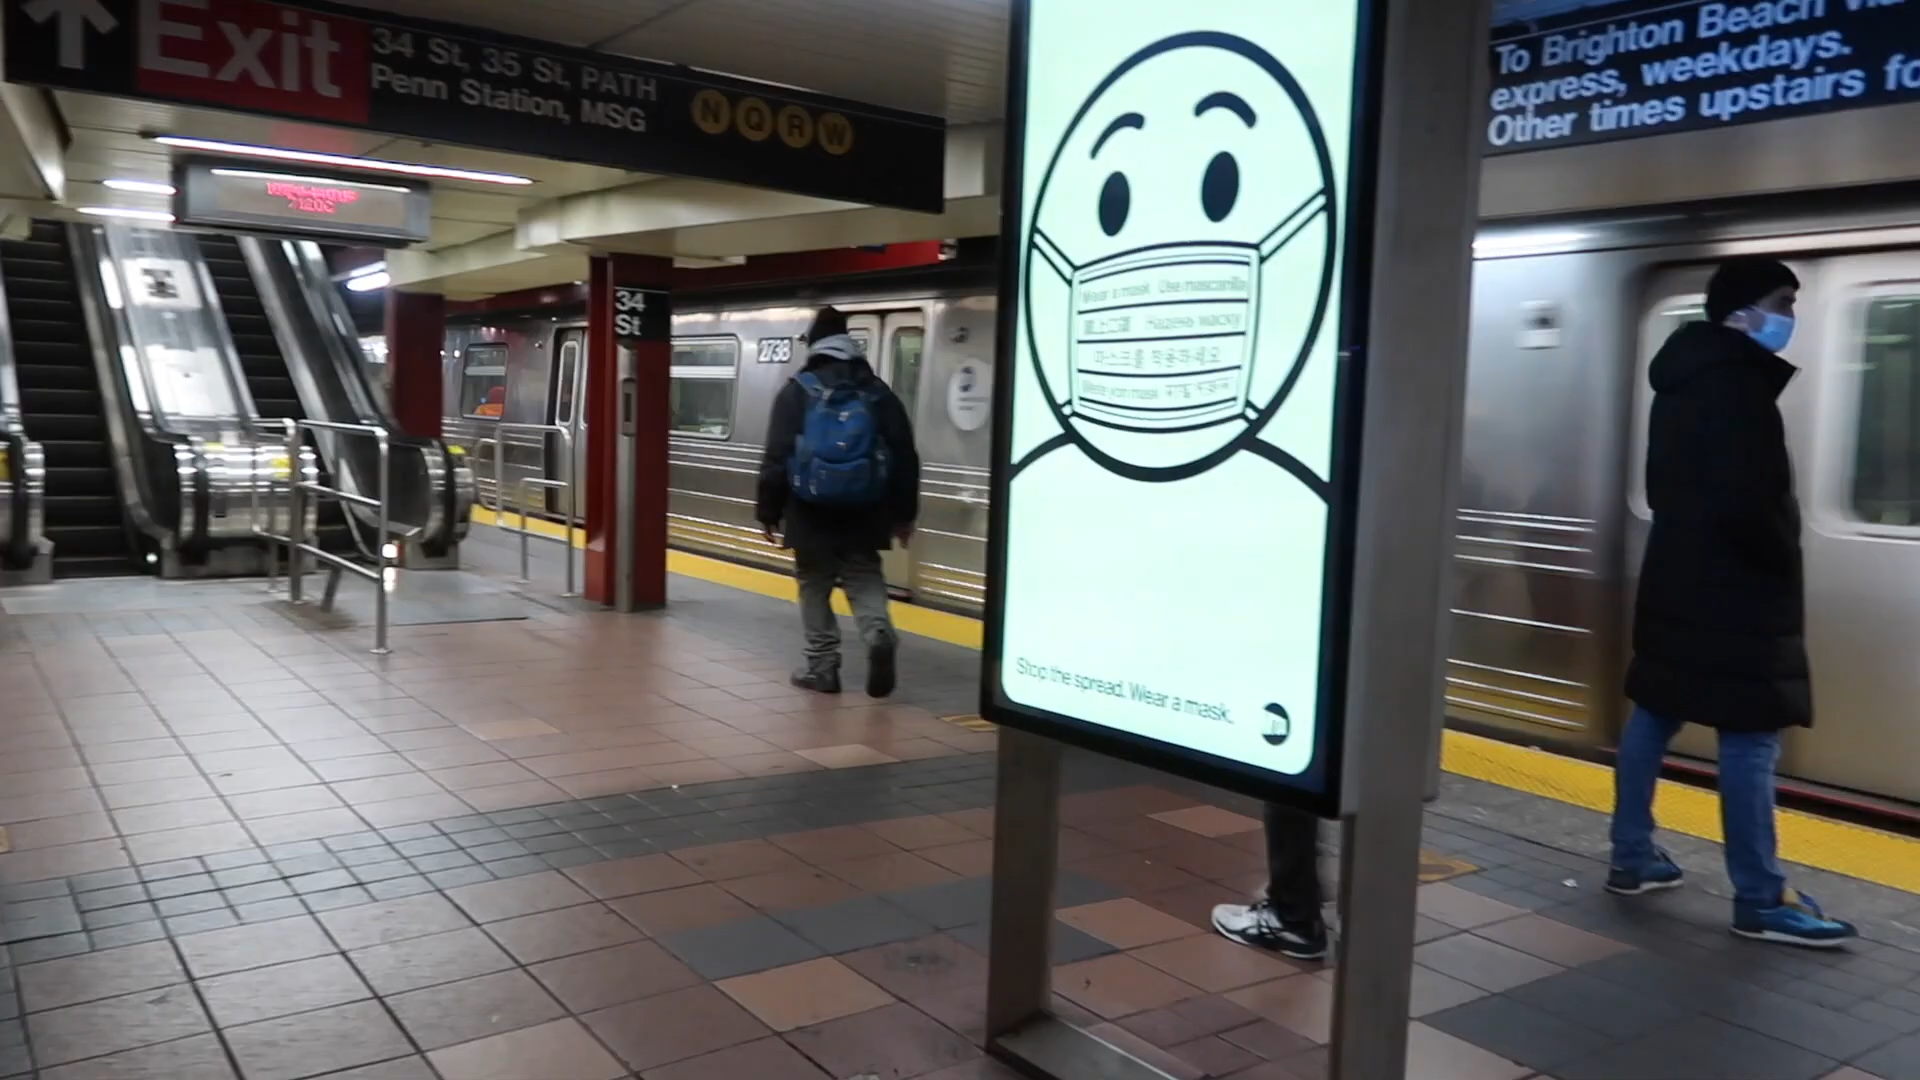 Exit
34 St, 35 St, PATH
Penn Station, MSG
N Q R W
34
St
2738
To Brighton Beach via
express, weekdays.
Other times upstairs fo
Wear a mask Use mascarilla
마스크를 착용하세요
Stop the spread. Wear a mask.